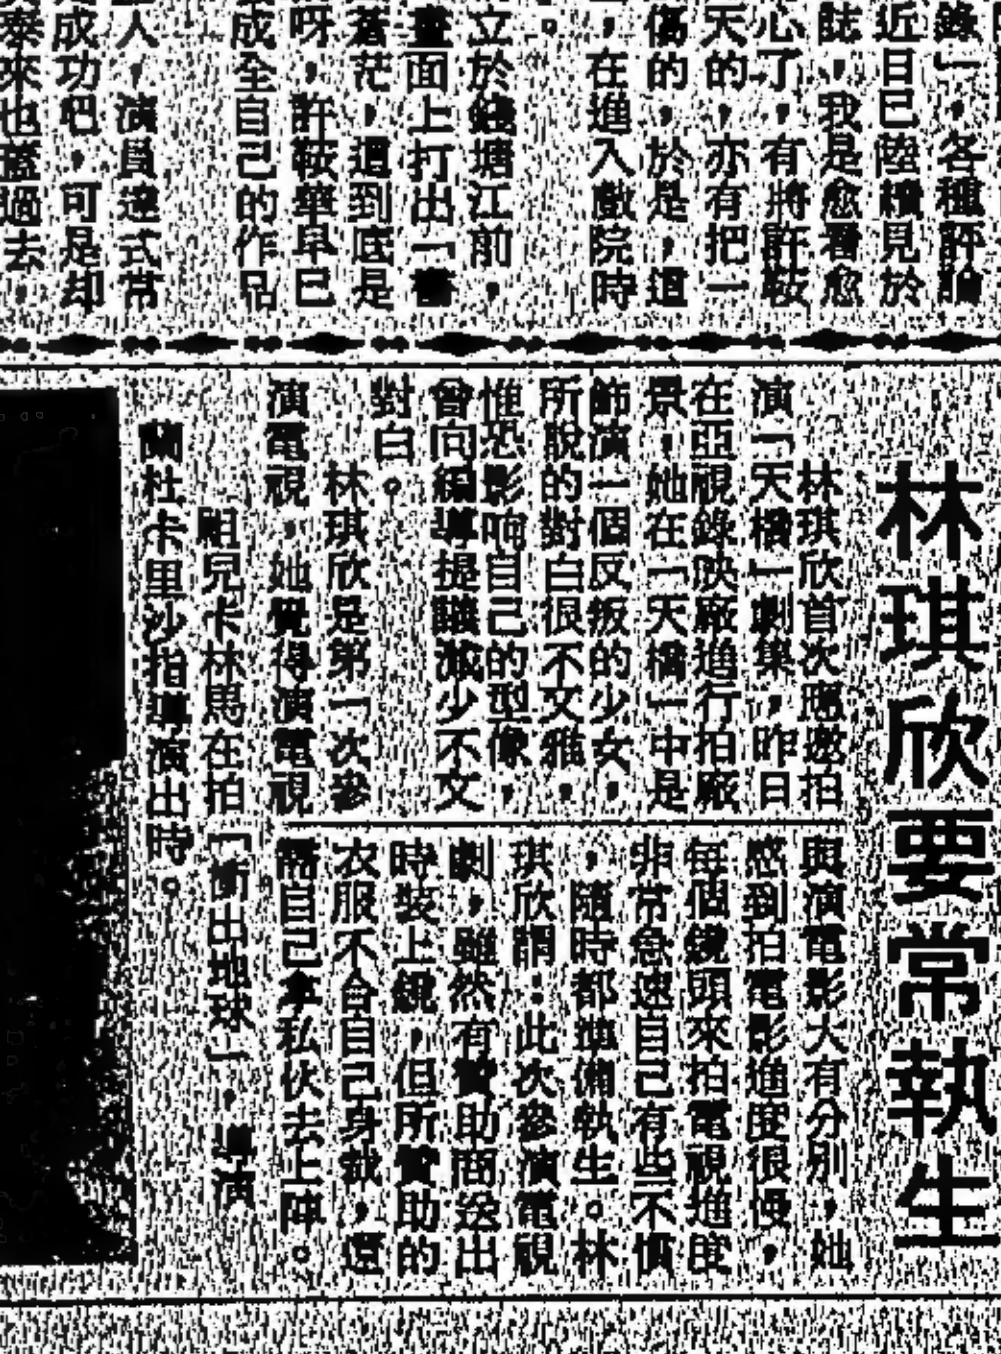 錄」，各種評論
近日已陸續見於
誌，我是愈看愈
心了，有將許鞍
天的，亦有把一
傷的，於是，這
，在進入戲院時
。
立於錢塘江前，
畫面上打出「書
蒼茫，還到底是
呀，許鞍華早已
成全自己的作品
人，演員達式常
成功吧，可是却
泰來也蓋過去
林琪欣要常執生
林琪欣首次應邀拍
演「天橋」劇集，昨日
在亞視錄映廠進行拍廠
景，她在「天橋」中是
飾演一個反叛的少女，
所說的對白很不文雅，
惟恐影响自己的型像，
曾向編導提議減少不文
對白。
林琪欣是第一次參
演電視，她覺得演電視
與演電影大有分別，她
感到拍電影進度很慢，
每個鏡頭來拍電視進度
非常急速自己有些不慣
，隨時都準備執生。林
琪欣謂：此次參演電視
劇，雖然有贊助商送出
時裝上鏡，但所贊助的
衣服不合自己身裁，還
需自己拿私伙去上陣。
祖兒卡林馬在拍「衝出地球」，導演
蘭杜卡里沙指導演出時。